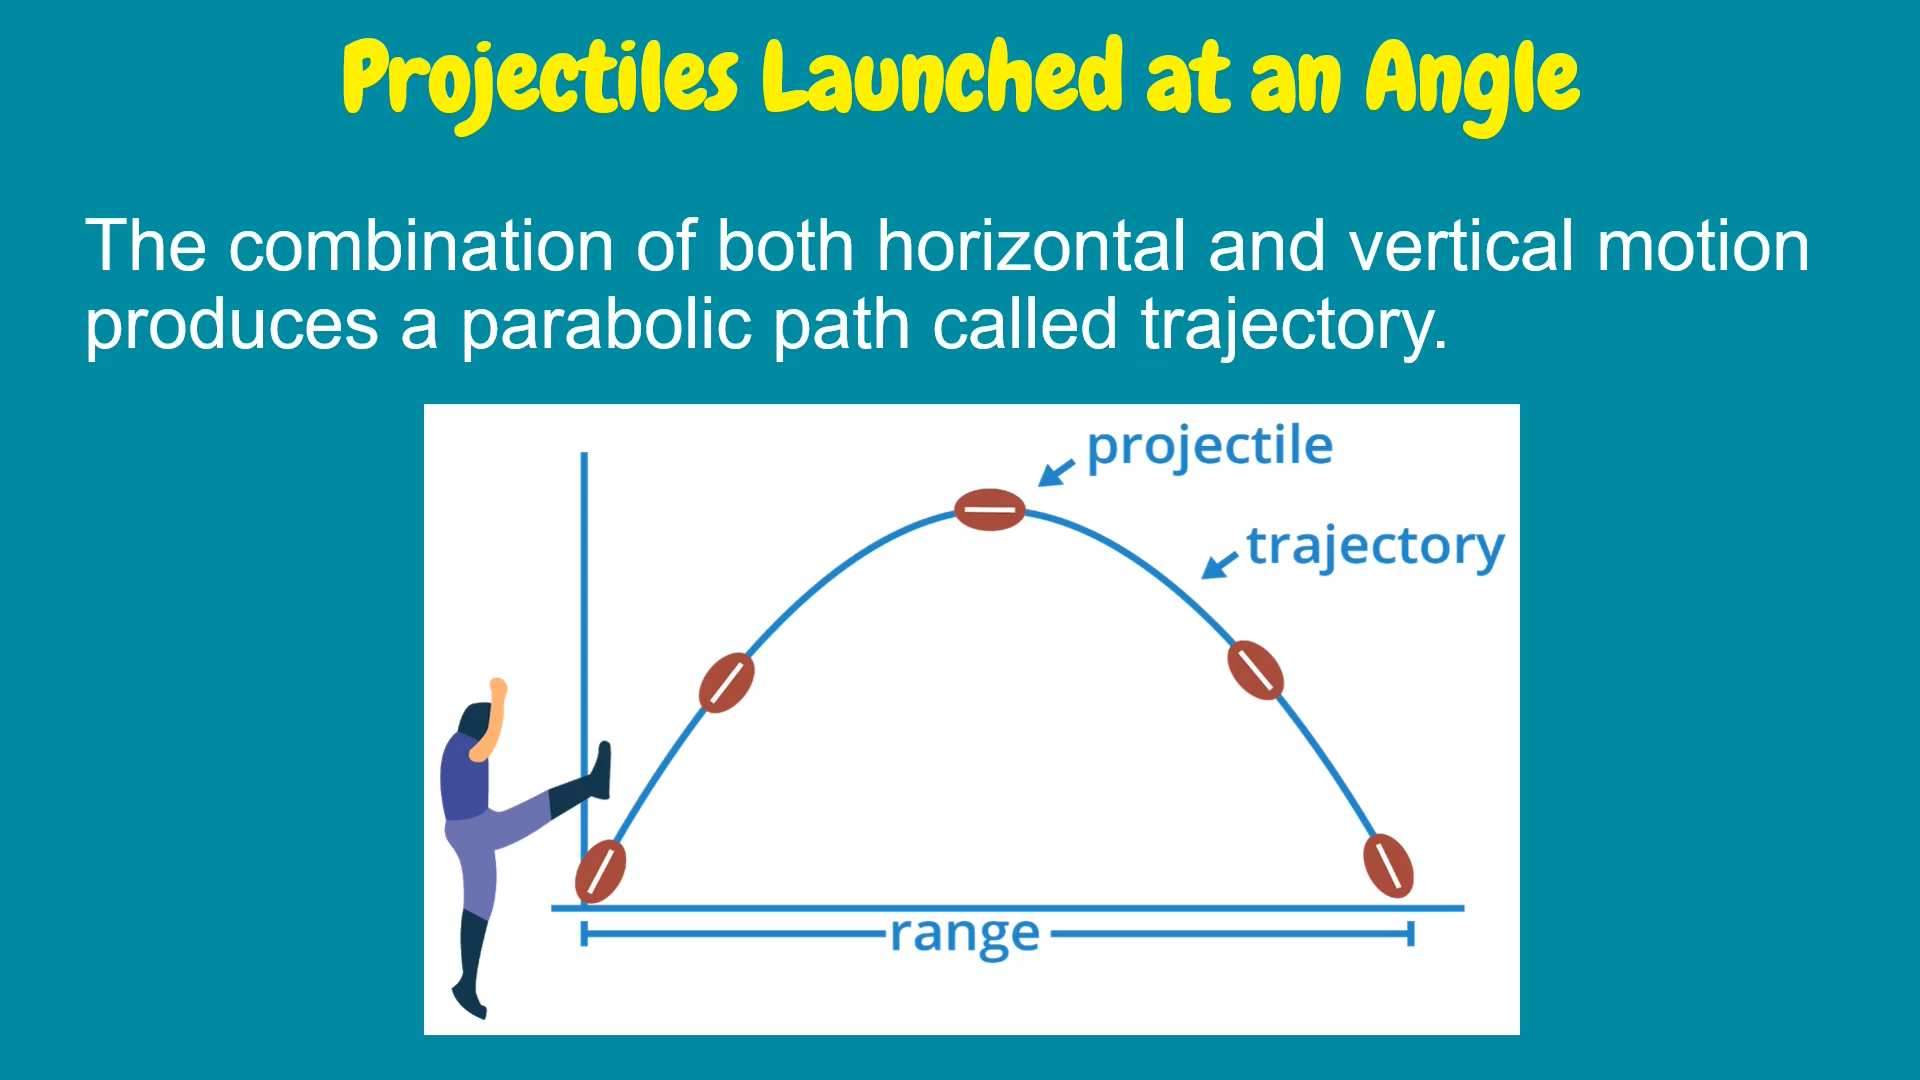 Projectiles Launched at an Angle
The combination of both horizontal and vertical motion
produces a parabolic path called trajectory.
projectile
trajectory
range